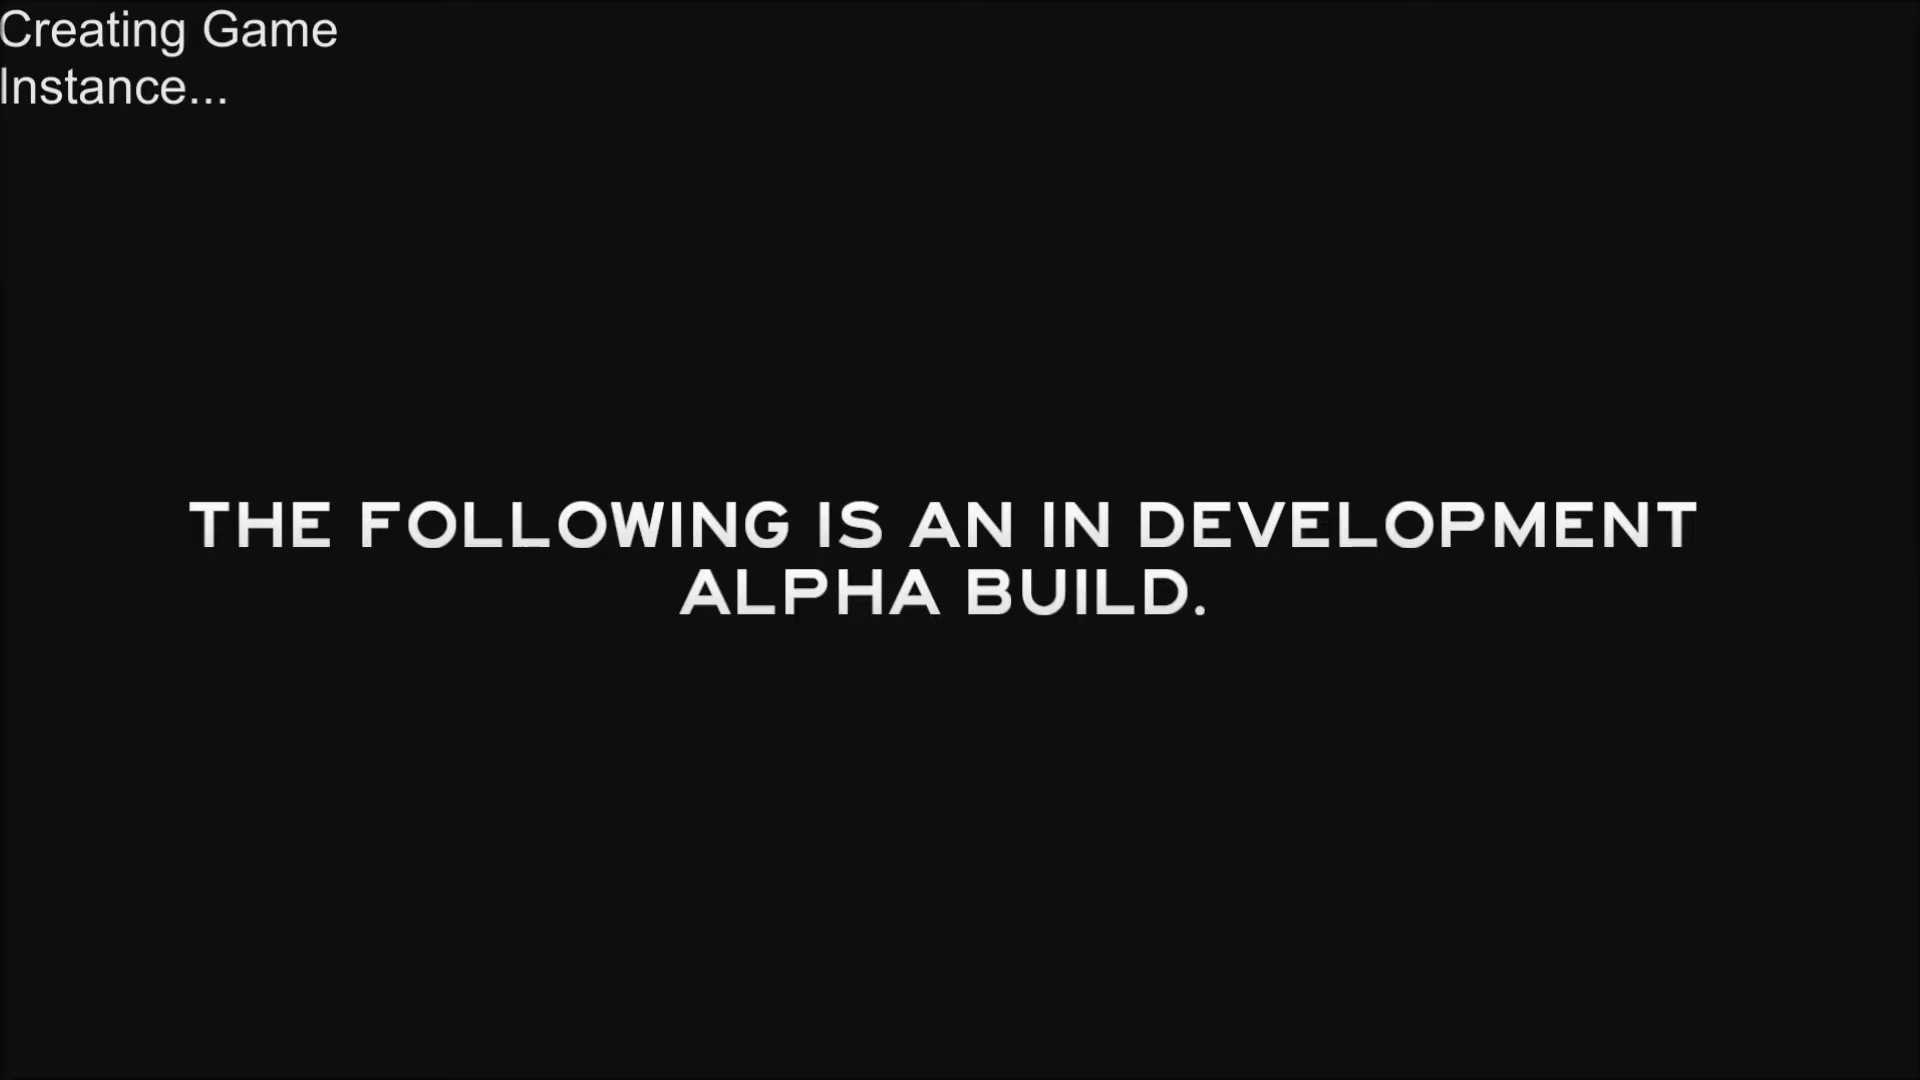 Creating Game
Instance...
THE FOLLOWING IS AN IN DEVELOPMENT
ALPHA BUILD.